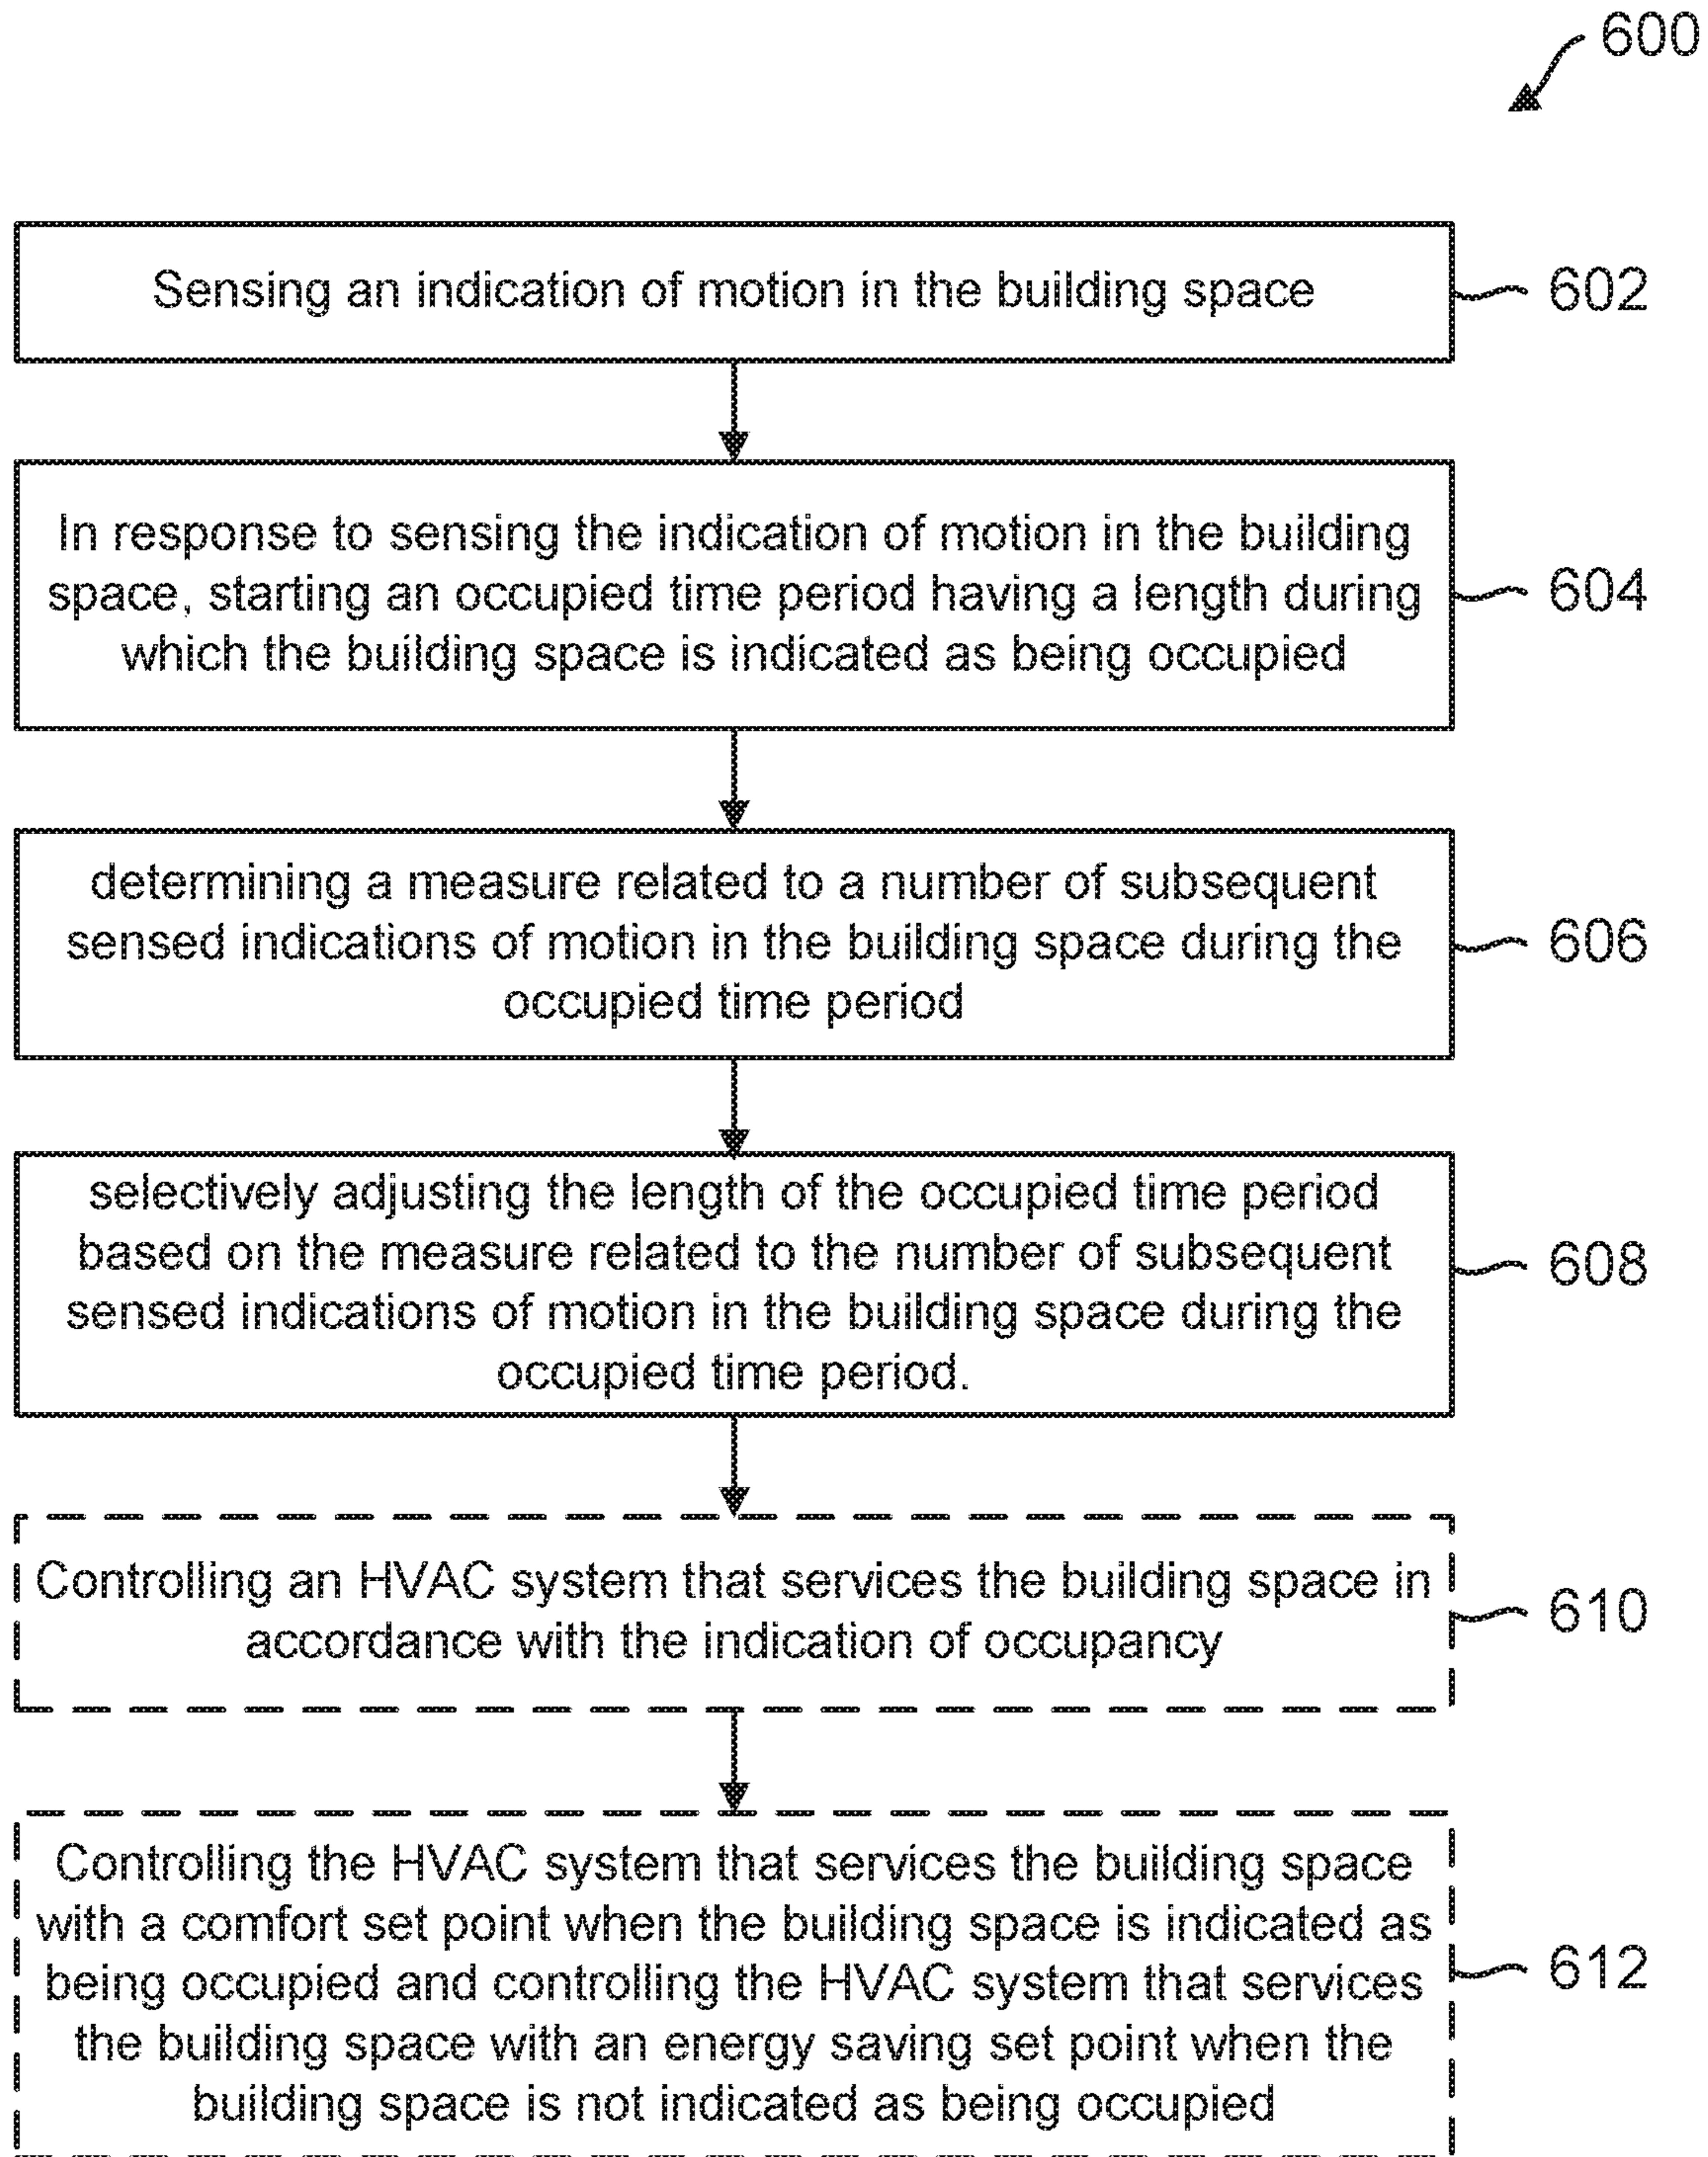 600
Sensing an indication of motion in the building space
602
In response to sensing the indication of motion in the building
space, starting an occupied time period having a length during
which the building space is indicated as being occupied
604
determining a measure related to a number of subsequent
sensed indications of motion in the building space during the
occupied time period
606
selectively adjusting the length of the occupied time period
based on the measure related to the number of subsequent
sensed indications of motion in the building space during the
occupied time period.
608
Controlling an HVAC system that services the building space in
accordance with the indication of occupancy
610
Controlling the HVAC system that services the building space
with a comfort set point when the building space is indicated as
being occupied and controlling the HVAC system that services
the building space with an energy saving set point when the
building space is not indicated as being occupied
612